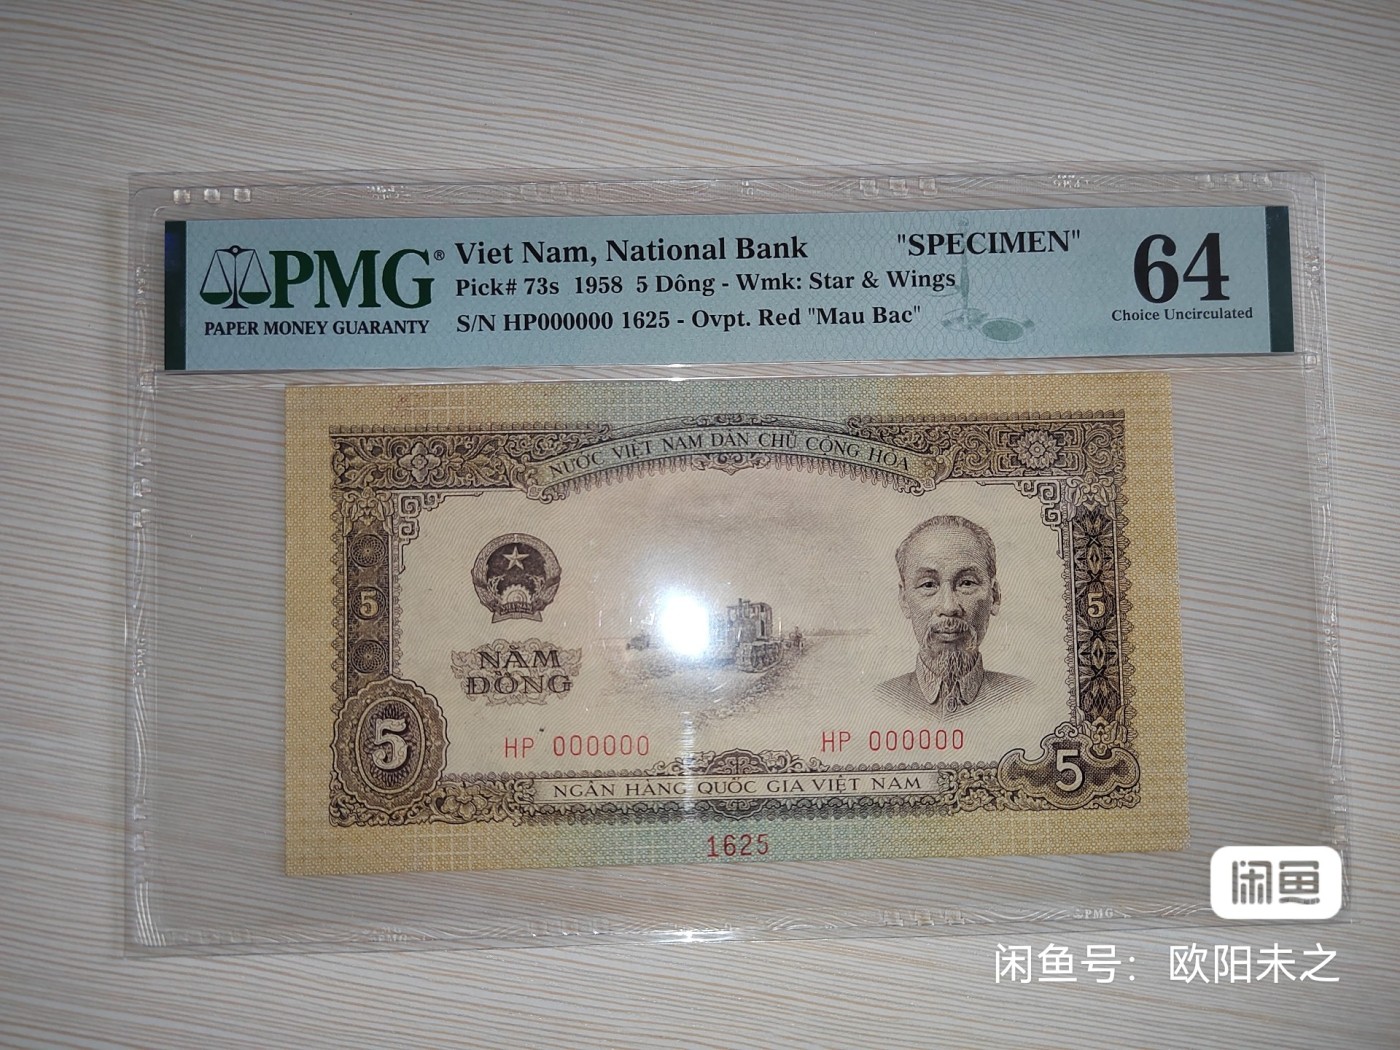 PMG®
PAPER MONEY GUARANTY
Viet Nam, National Bank "SPECIMEN"
Pick# 73s 1958 5 Dông - Wmk: Star & Wings
S/N HP000000 1625 - Ovpt. Red "Mau Bac"
64
Choice Uncirculated
NƯỚC VIỆT NAM DÂN CHỦ CỘNG HÒA
5
5
NĂM
ĐỒNG
HP 000000
HP 000000
5
5
NGÂN HÀNG QUỐC GIA VIỆT NAM
1625
PMG
闲鱼
闲鱼号：欧阳未之